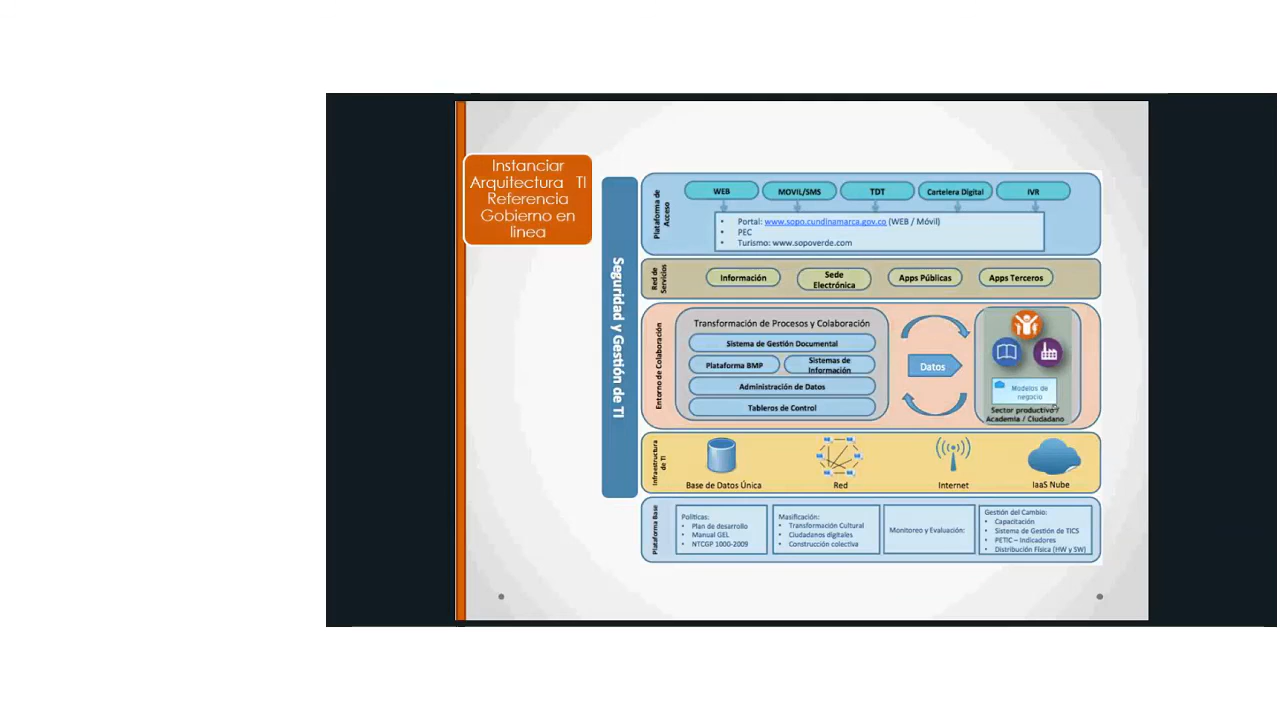 Instanciar
Arquitectura TI
Referencia
Gobierno en
linea
Seguridad y Gestión de TI
Plataforma de
Acceso
WEB
MOVIL/SMS
TDT
Cartelera Digital
IVR
• Portal: www.sopo.cundinamarca.gov.co (WEB / Móvil)
• PEC
• Turismo: www.sopoverde.com
Red de
Servicios
Información
Sede
Electrónica
Apps Públicas
Apps Terceros
Entorno de Colaboración
Transformación de Procesos y Colaboración
Sistema de Gestión Documental
Plataforma BMP
Sistemas de
Información
Administración de Datos
Tableros de Control
Datos
Modelos de
negocio
Sector productivo /
Academia / Ciudadano
Infraestructura
de TI
Base de Datos Única
Red
Internet
IaaS Nube
Plataforma Base
Políticas:
• Plan de desarrollo
• Manual GEL
• NTCGP 1000-2009
Masificación:
• Transformación Cultural
• Ciudadanos digitales
• Construcción colectiva
Monitoreo y Evaluación:
Gestión del Cambio:
• Capacitación
• Sistema de Gestión de TICS
• PETIC – Indicadores
• Distribución Física (HW y SW)